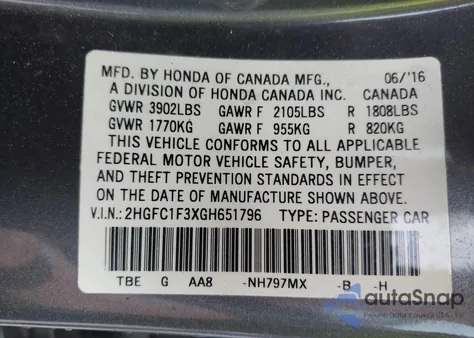 MFD. BY HONDA OF CANADA MFG., 06/'16
A DIVISION OF HONDA CANADA INC. CANADA
GVWR 3902LBS GAWR F 2105LBS R 1808LBS
GVWR 1770KG GAWR F 955KG R 820KG
THIS VEHICLE CONFORMS TO ALL APPLICABLE
FEDERAL MOTOR VEHICLE SAFETY, BUMPER,
AND THEFT PREVENTION STANDARDS IN EFFECT
ON THE DATE OF MANUFACTURE SHOWN ABOVE.
V.I.N.: 2HGFC1F3XGH651796 TYPE: PASSENGER CAR
TBE G AA8 -NH797MX -B -H
autoSnap